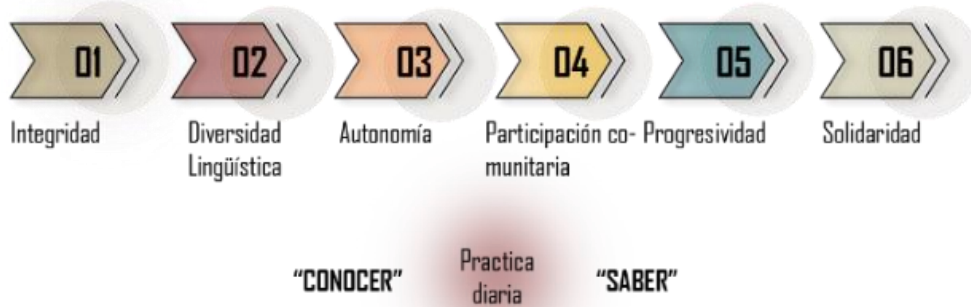 01 02 03 04 05 06
Integridad Diversidad Autonomía Participación co- Progresividad Solidaridad
Lingüística munitaria
Practica
"CONOCER" "SABER"
diaria